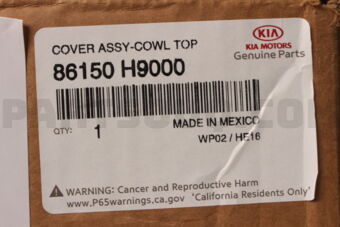 COVER ASSY-COWL TOP
86150 H9000
KIA
KIA MOTORS
Genuine Parts
QTY: 1
MADE IN MEXICO
WP02 / HE16
WARNING: Cancer and Reproductive Harm
www.P65warnings.ca.gov "California Residents Only"